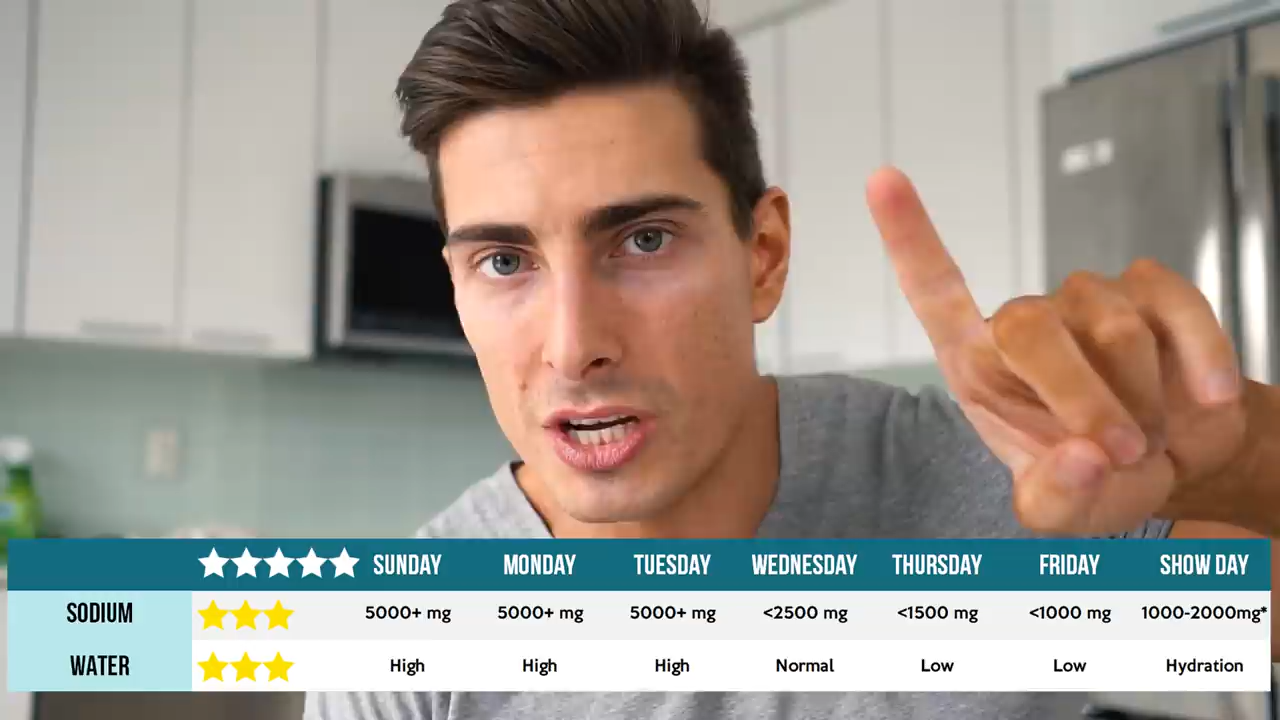 SUNDAY MONDAY TUESDAY WEDNESDAY THURSDAY FRIDAY SHOW DAY
SODIUM 5000+ mg 5000+ mg 5000+ mg <2500 mg <1500 mg <1000 mg 1000-2000mg*
WATER High High High Normal Low Low Hydration